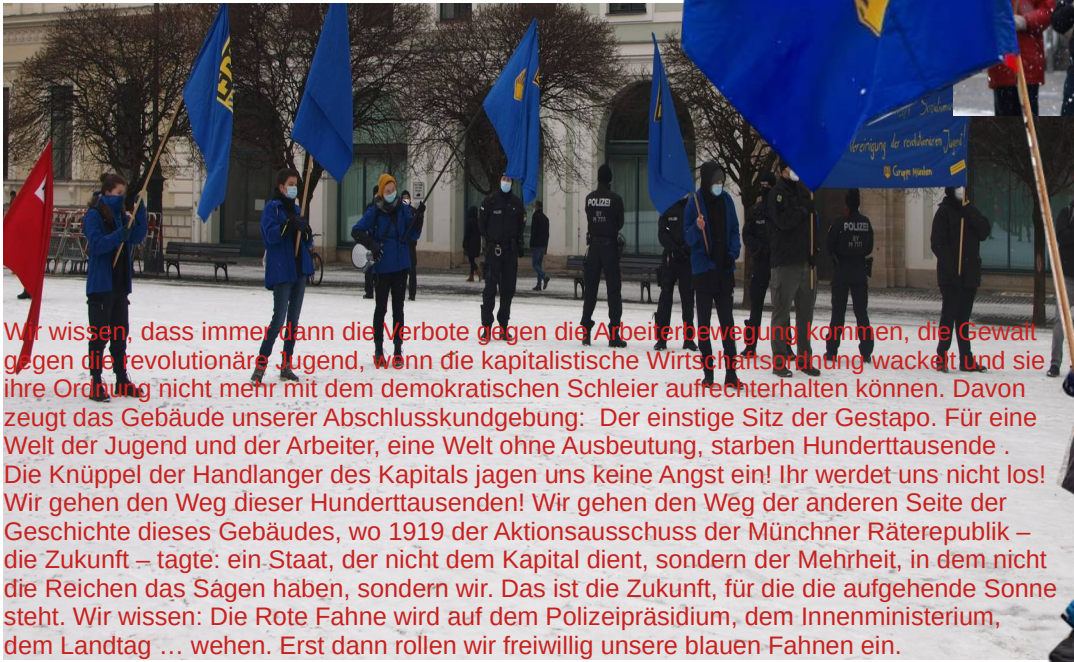 POLIZEI
POLIZEI
Vereinigung der revolutionären Jugend
Gruppe München
Wir wissen, dass immer dann die Verbote gegen die Arbeiterbewegung kommen, die Gewalt
gegen die revolutionäre Jugend, wenn die kapitalistische Wirtschaftsordnung wackelt und sie
ihre Ordnung nicht mehr mit dem demokratischen Schleier aufrechterhalten können. Davon
zeugt das Gebäude unserer Abschlusskundgebung: Der einstige Sitz der Gestapo. Für eine
Welt der Jugend und der Arbeiter, eine Welt ohne Ausbeutung, starben Hunderttausende .
Die Knüppel der Handlanger des Kapitals jagen uns keine Angst ein! Ihr werdet uns nicht los!
Wir gehen den Weg dieser Hunderttausenden! Wir gehen den Weg der anderen Seite der
Geschichte dieses Gebäudes, wo 1919 der Aktionsausschuss der Münchner Räterepublik –
die Zukunft – tagte: ein Staat, der nicht dem Kapital dient, sondern der Mehrheit, in dem nicht
die Reichen das Sagen haben, sondern wir. Das ist die Zukunft, für die die aufgehende Sonne
steht. Wir wissen: Die Rote Fahne wird auf dem Polizeipräsidium, dem Innenministerium,
dem Landtag … wehen. Erst dann rollen wir freiwillig unsere blauen Fahnen ein.